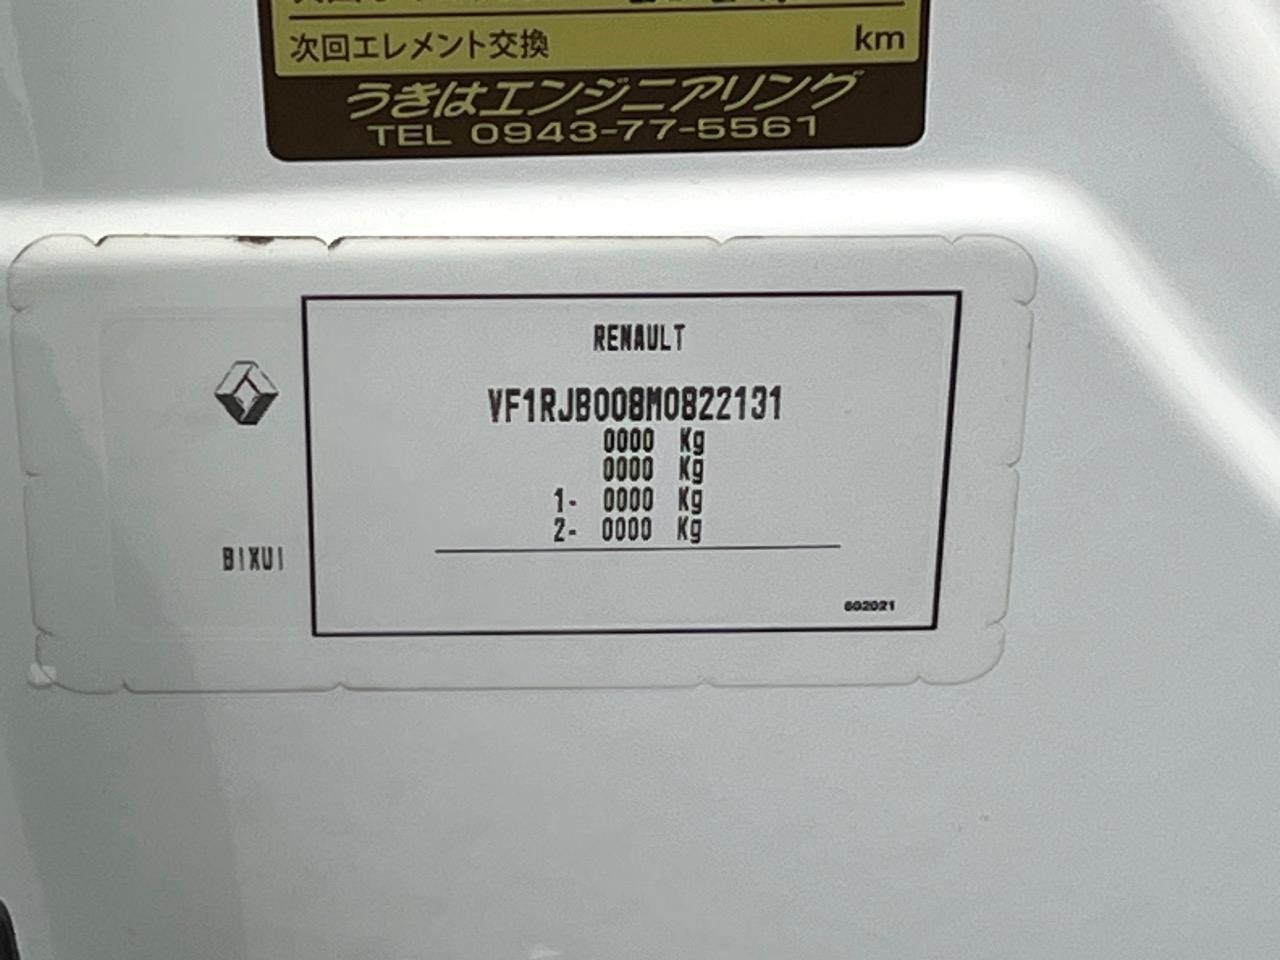 次回エレメント交換 km
うきはエンジニアリング
TEL 0943-77-5561
RENAULT
VF1RJB008M0822131
0000 Kg
0000 Kg
1- 0000 Kg
2- 0000 Kg
BIXUI
602021